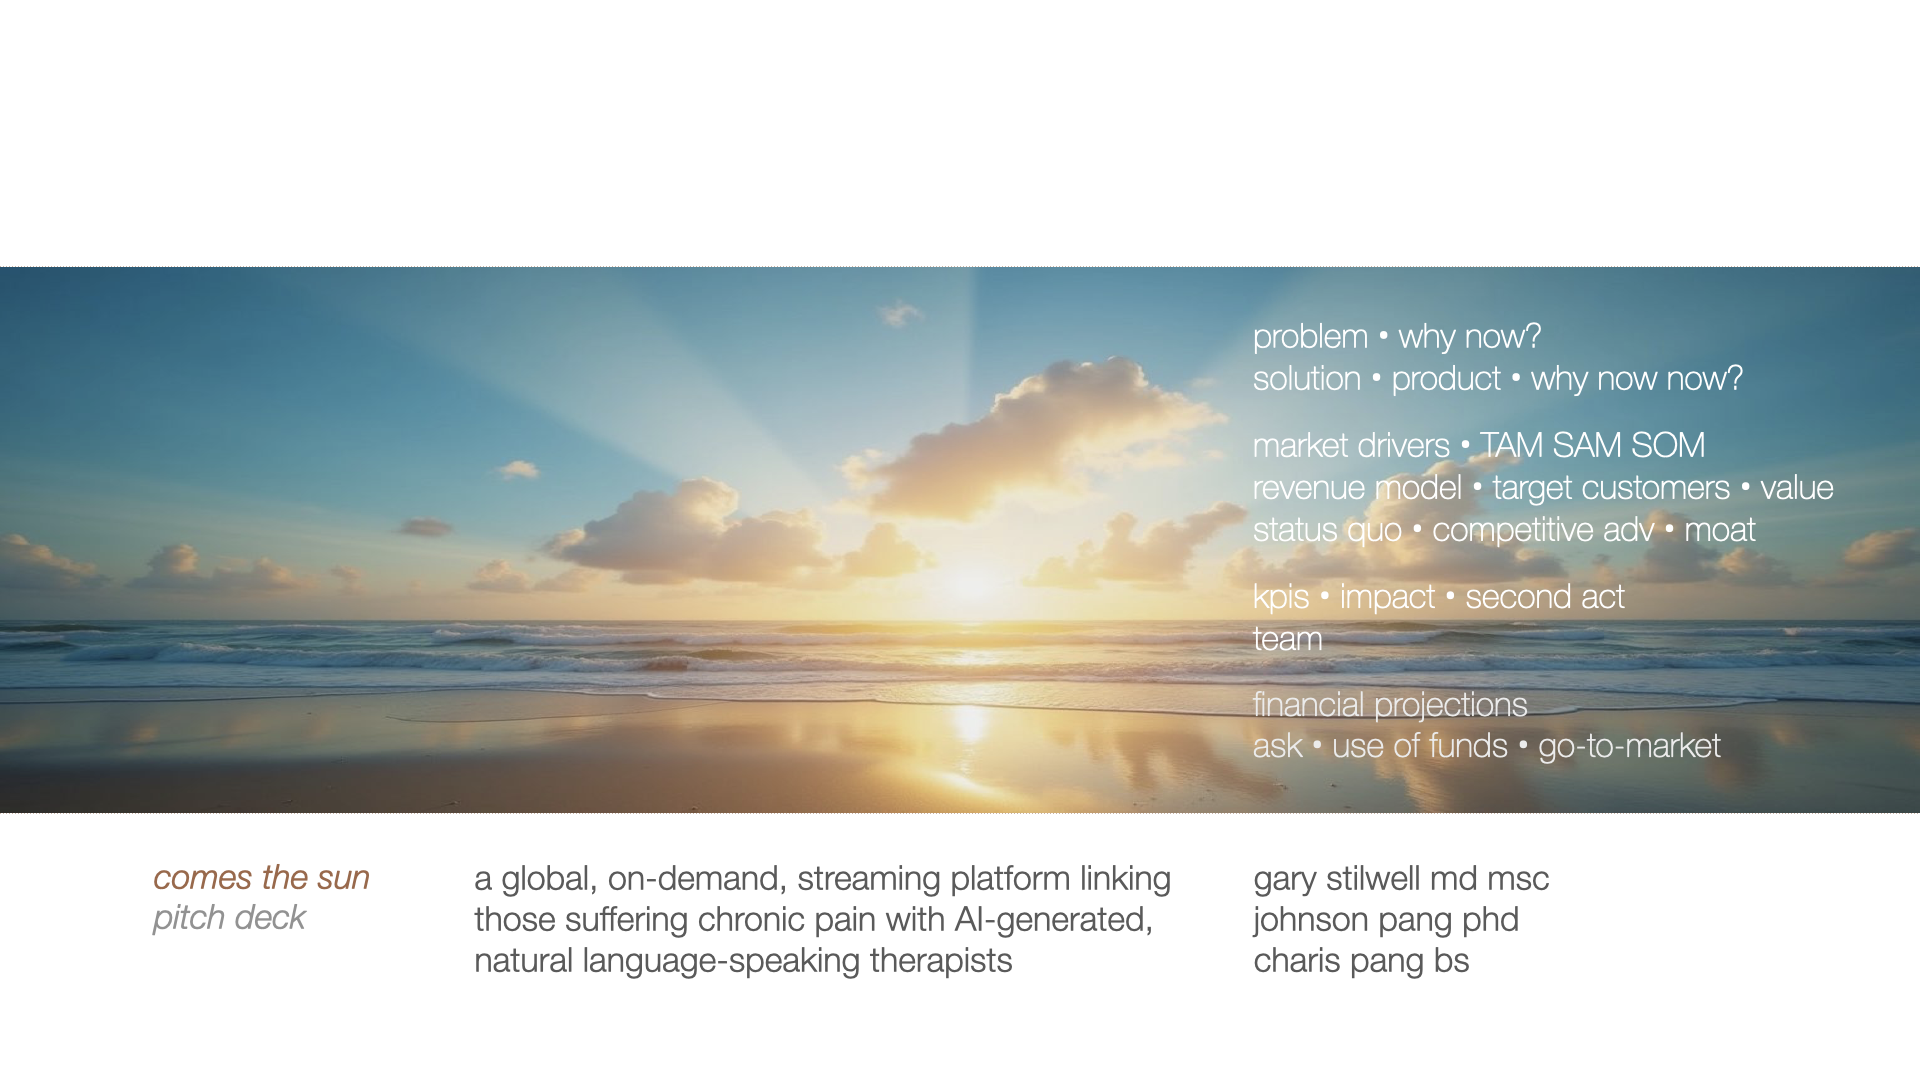 problem • why now?
solution • product • why now now?
market drivers • TAM SAM SOM
revenue model • target customers • value
status quo • competitive adv • moat
kpis • impact • second act
team
financial projections
ask • use of funds • go-to-market
comes the sun
pitch deck
a global, on-demand, streaming platform linking
those suffering chronic pain with AI-generated,
natural language-speaking therapists
gary stilwell md msc
johnson pang phd
charis pang bs